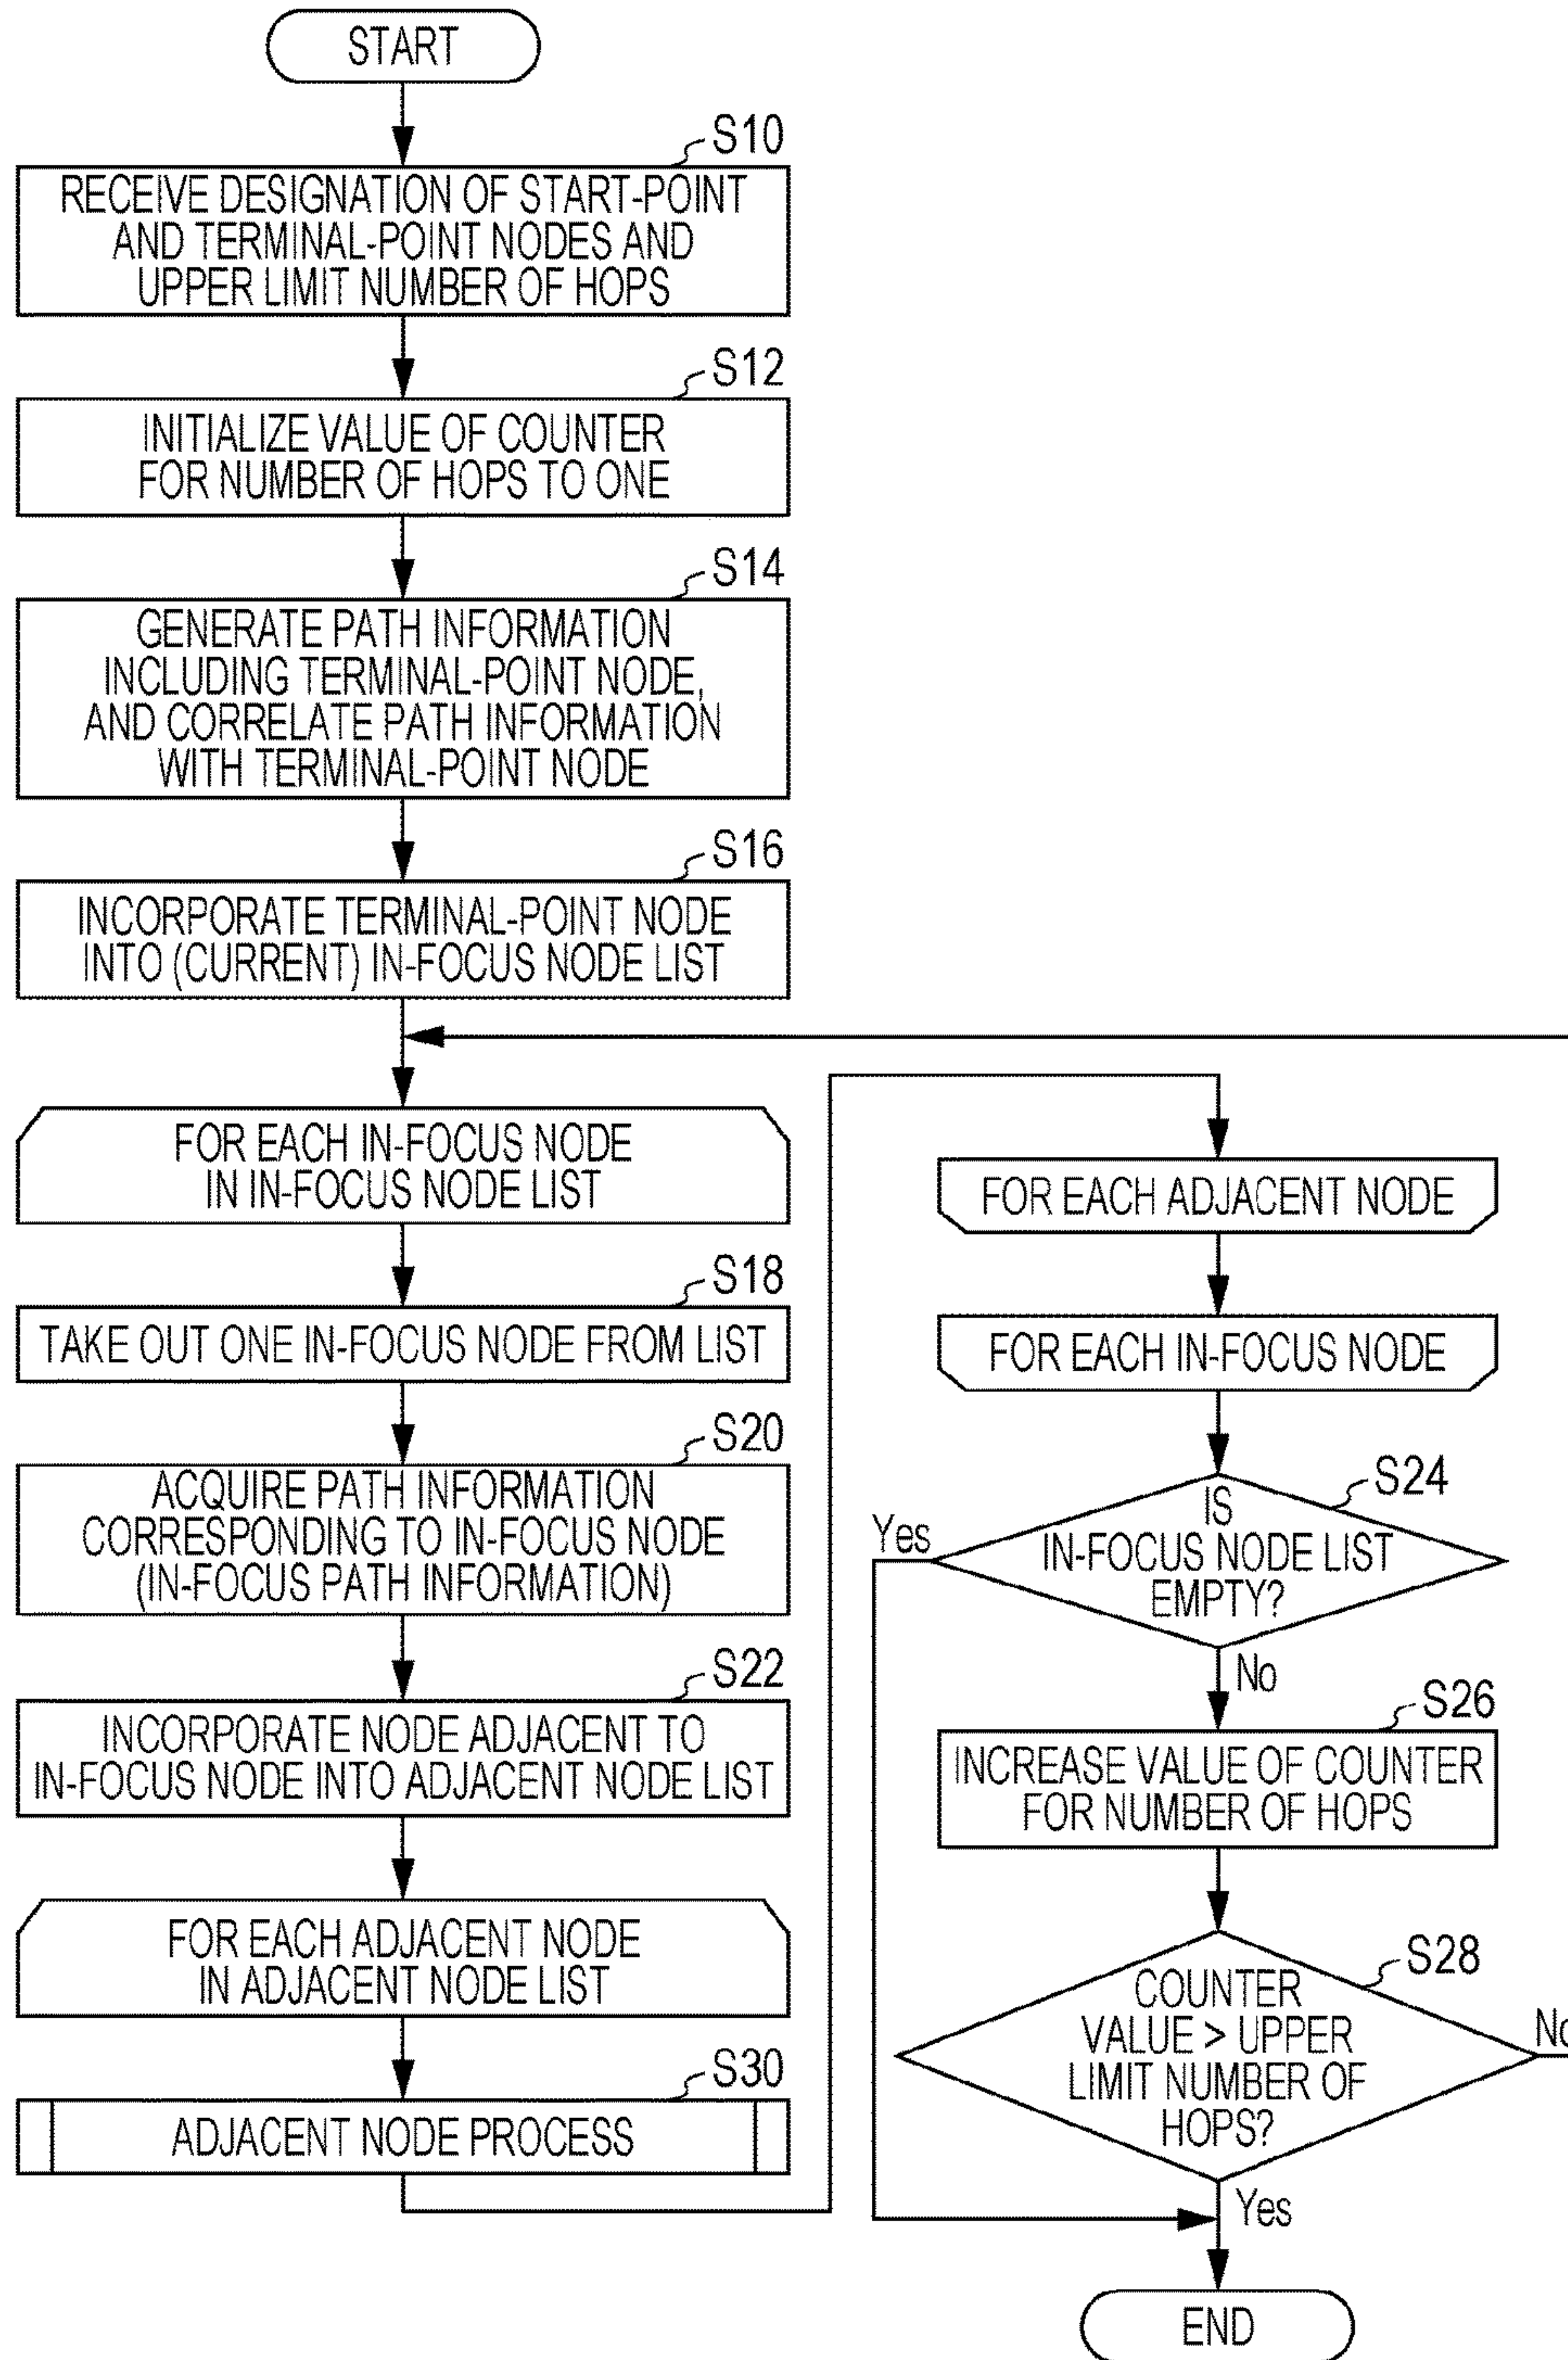 START
S10
RECEIVE DESIGNATION OF START-POINT
AND TERMINAL-POINT NODES AND
UPPER LIMIT NUMBER OF HOPS
S12
INITIALIZE VALUE OF COUNTER
FOR NUMBER OF HOPS TO ONE
S14
GENERATE PATH INFORMATION
INCLUDING TERMINAL-POINT NODE,
AND CORRELATE PATH INFORMATION
WITH TERMINAL-POINT NODE
S16
INCORPORATE TERMINAL-POINT NODE
INTO (CURRENT) IN-FOCUS NODE LIST
FOR EACH IN-FOCUS NODE
IN IN-FOCUS NODE LIST
S18
TAKE OUT ONE IN-FOCUS NODE FROM LIST
S20
ACQUIRE PATH INFORMATION
CORRESPONDING TO IN-FOCUS NODE
(IN-FOCUS PATH INFORMATION)
S22
INCORPORATE NODE ADJACENT TO
IN-FOCUS NODE INTO ADJACENT NODE LIST
FOR EACH ADJACENT NODE
IN ADJACENT NODE LIST
S30
ADJACENT NODE PROCESS
FOR EACH ADJACENT NODE
FOR EACH IN-FOCUS NODE
S24
IS
IN-FOCUS NODE LIST
EMPTY?
Yes
No
S26
INCREASE VALUE OF COUNTER
FOR NUMBER OF HOPS
S28
COUNTER
VALUE > UPPER
LIMIT NUMBER OF
HOPS?
No
Yes
END